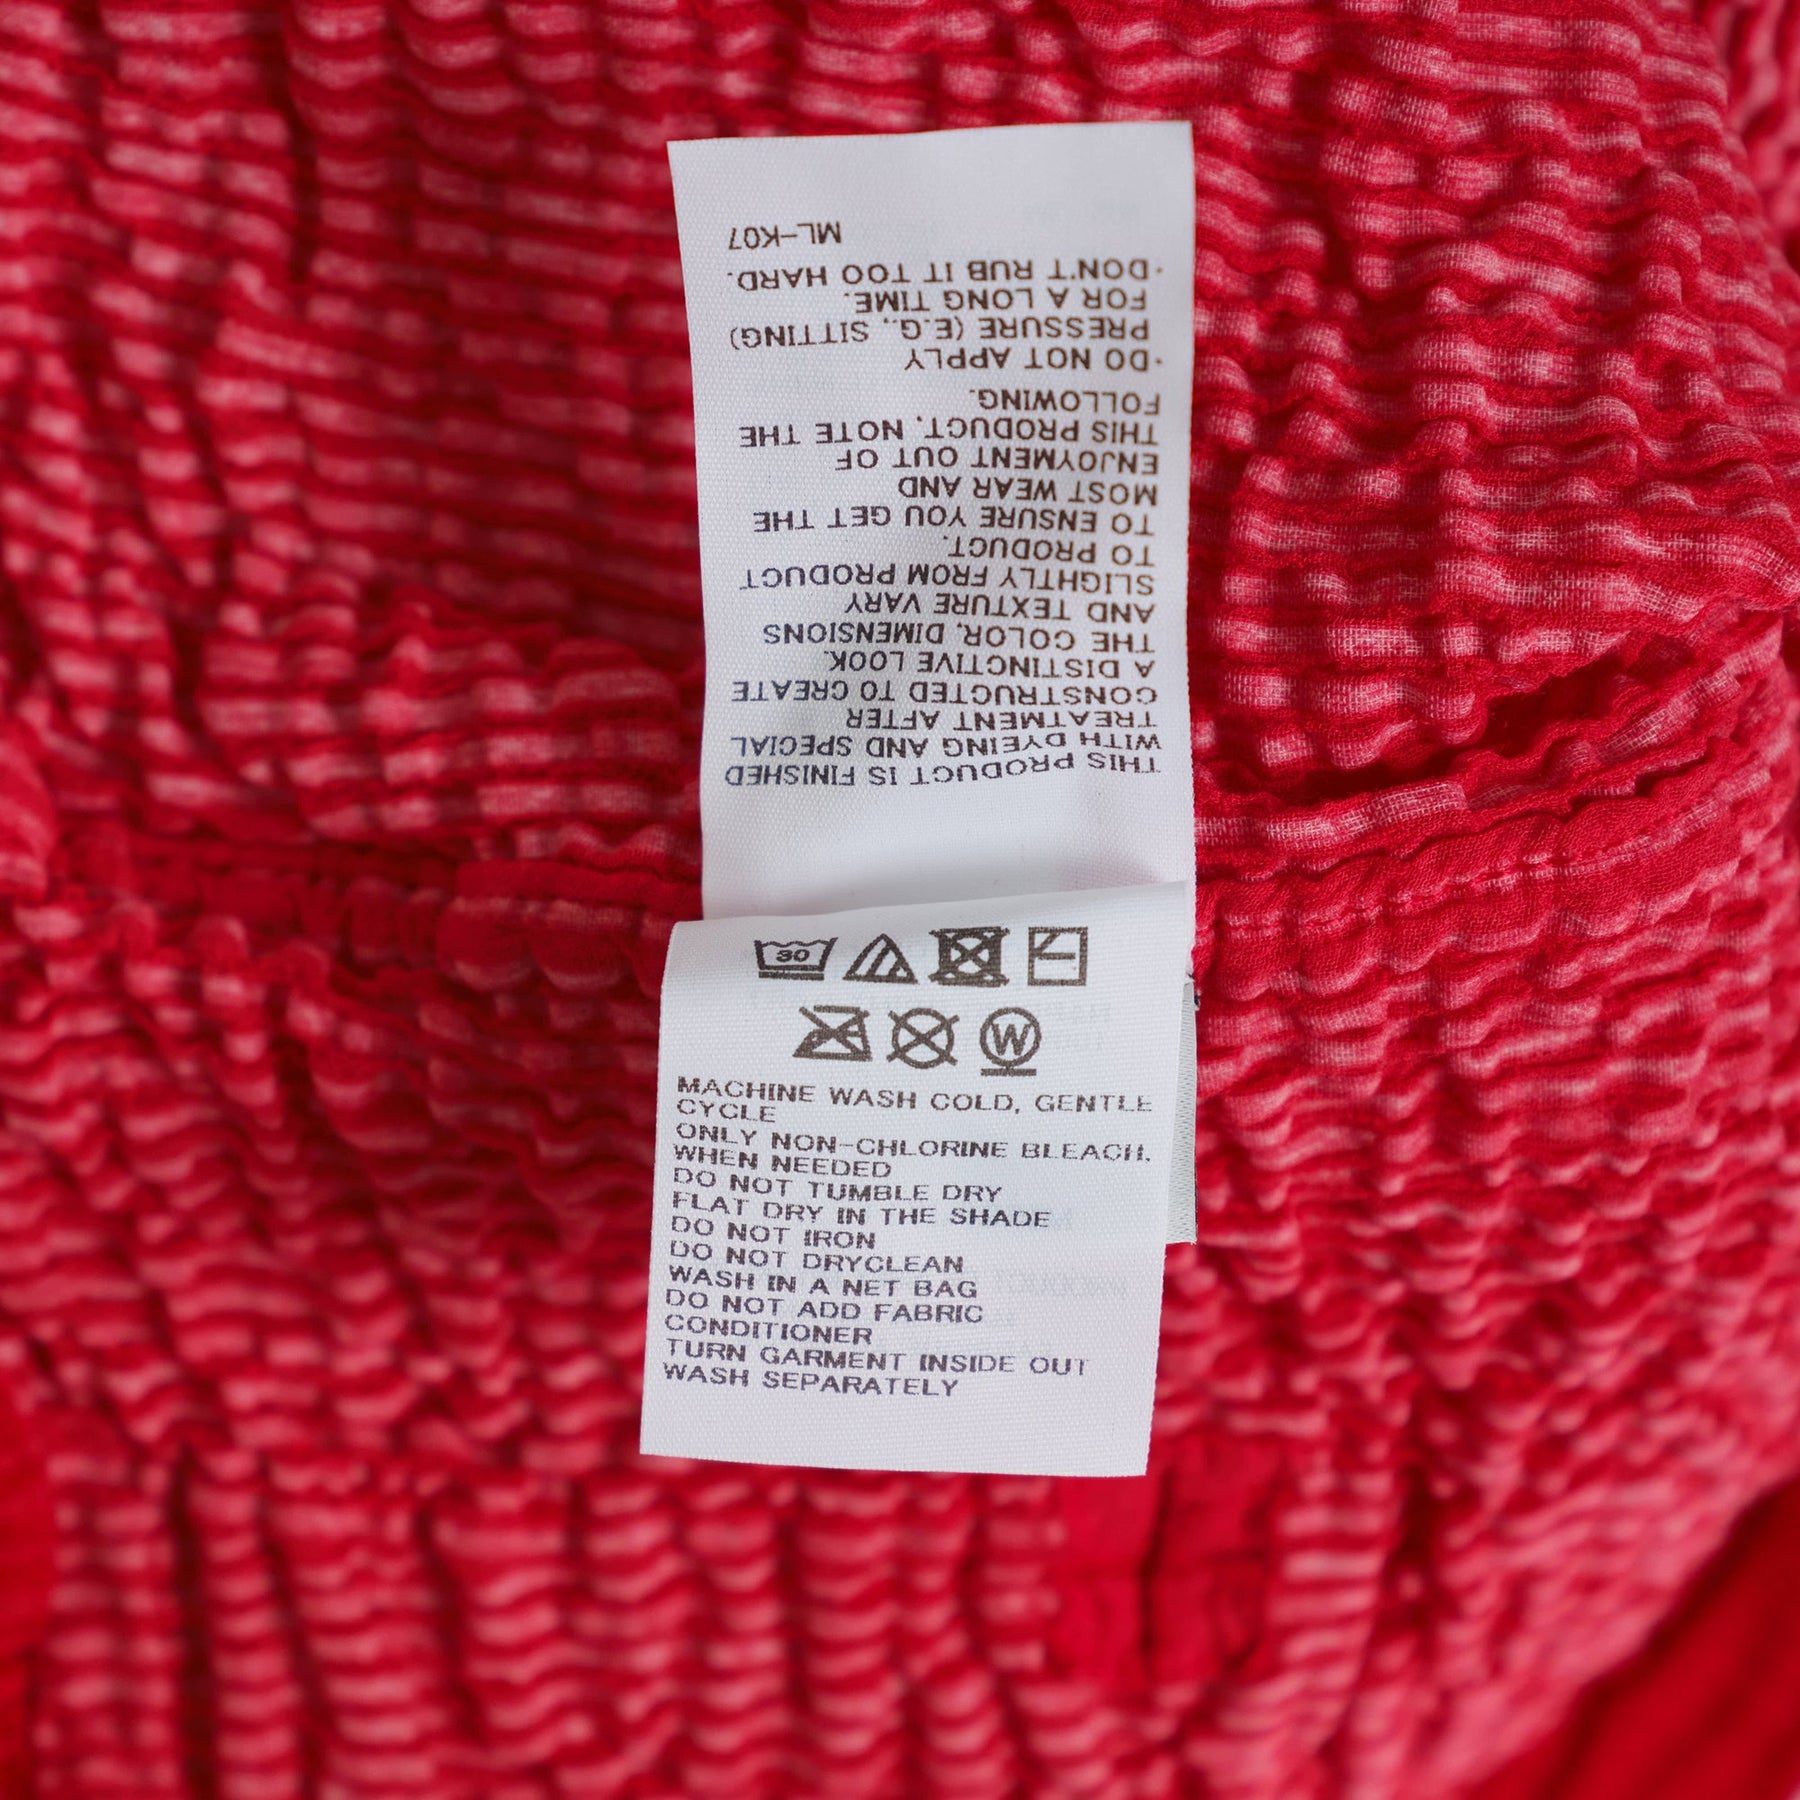 THIS PRODUCT IS FINISHED
WITH DYEING AND SPECIAL
TREATMENT AFTER
CONSTRUCTED TO CREATE
A DISTINCTIVE LOOK.
THE COLOR, DIMENSIONS
AND TEXTURE VARY
SLIGHTLY FROM PRODUCT
TO PRODUCT.
TO ENSURE YOU GET THE
MOST WEAR AND
ENJOYMENT OUT OF
THIS PRODUCT, NOTE THE
FOLLOWING.
·DO NOT APPLY
PRESSURE (E.G., SITTING)
FOR A LONG TIME.
·DON'T RUB IT TOO HARD.
ML-K07
30
W
MACHINE WASH COLD, GENTLE
CYCLE
ONLY NON-CHLORINE BLEACH,
WHEN NEEDED
DO NOT TUMBLE DRY
FLAT DRY IN THE SHADE
DO NOT IRON
DO NOT DRYCLEAN
WASH IN A NET BAG
DO NOT ADD FABRIC
CONDITIONER
TURN GARMENT INSIDE OUT
WASH SEPARATELY